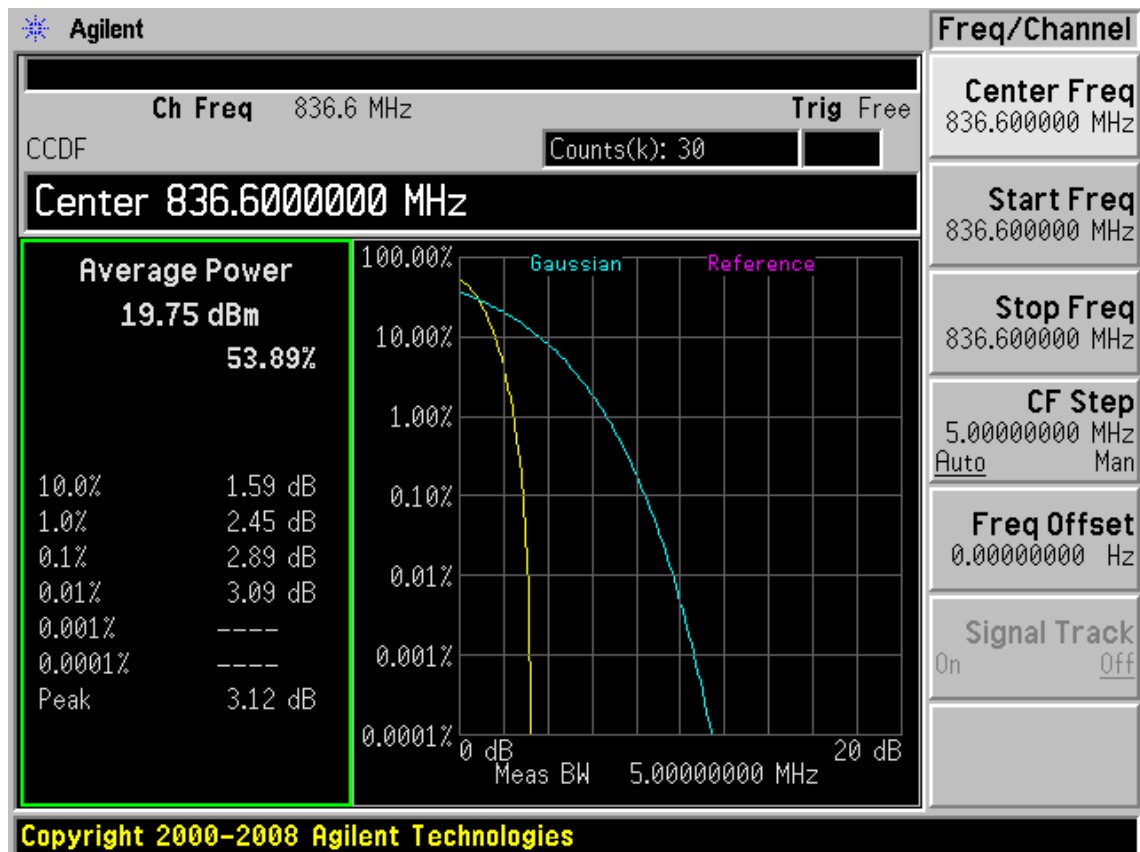 Agilent
Freq/Channel
Ch Freq 836.6 MHz Trig Free
CCDF Counts(k): 30
Center 836.6000000 MHz
Average Power
19.75 dBm
53.89%
10.0% 1.59 dB
1.0% 2.45 dB
0.1% 2.89 dB
0.01% 3.09 dB
0.001% ----
0.0001% ----
Peak 3.12 dB
Gaussian Reference
100.00%
10.00%
1.00%
0.10%
0.01%
0.001%
0.0001%
0 dB 20 dB
Meas BW 5.00000000 MHz
Center Freq
836.600000 MHz
Start Freq
836.600000 MHz
Stop Freq
836.600000 MHz
CF Step
5.00000000 MHz
Auto Man
Freq Offset
0.00000000 Hz
Signal Track
On Off
Copyright 2000-2008 Agilent Technologies